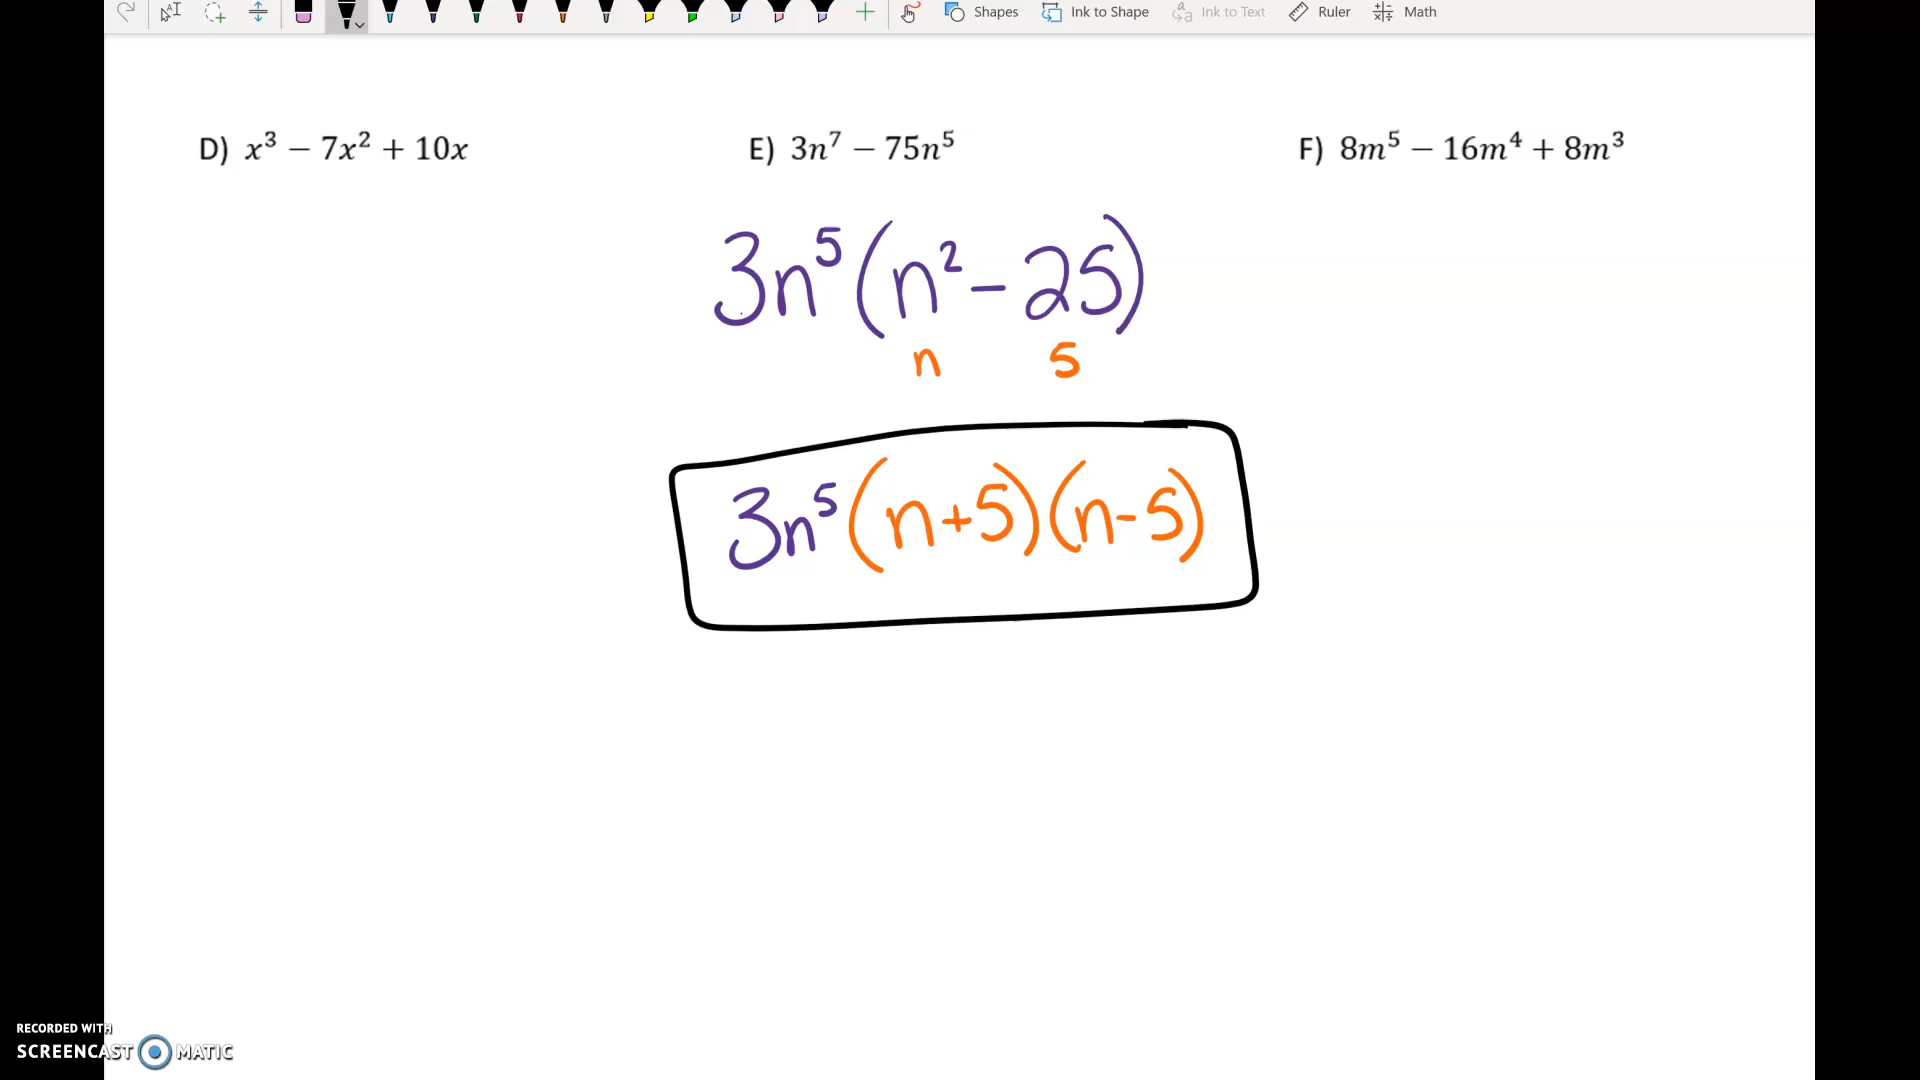 Shapes Ink to Shape Ink to Text Ruler Math
D) x³ − 7x² + 10x
E) 3n⁷ − 75n⁵
F) 8m⁵ − 16m⁴ + 8m³
3n⁵(n² − 25)
n 5
3n⁵(n+5)(n-5)
RECORDED WITH
SCREENCAST MATIC